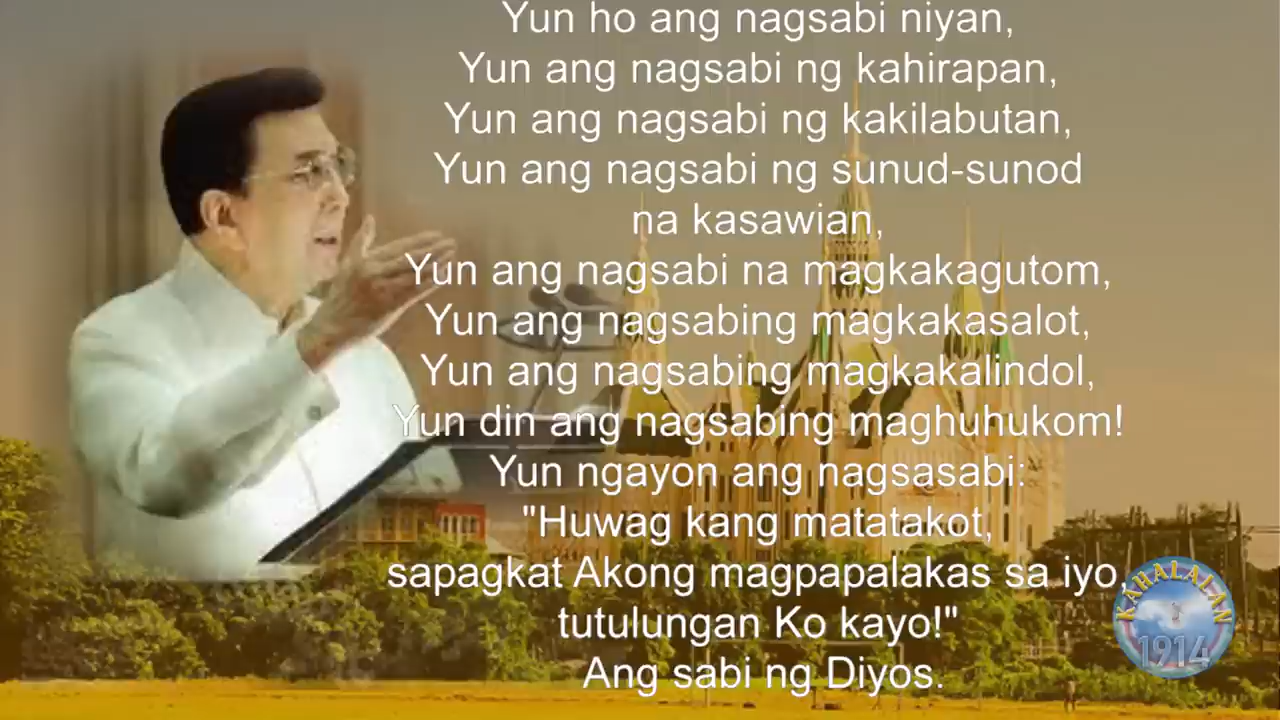 Yun ho ang nagsabi niyan,
Yun ang nagsabi ng kahirapan,
Yun ang nagsabi ng kakilabutan,
Yun ang nagsabi ng sunud-sunod
na kasawian,
Yun ang nagsabi na magkakagutom,
Yun ang nagsabing magkakasalot,
Yun ang nagsabing magkakalindol,
Yun din ang nagsabing maghuhukom!
Yun ngayon ang nagsasabi:
"Huwag kang matatakot,
sapagkat Akong magpapalakas sa iyo,
tutulungan Ko kayo!"
Ang sabi ng Diyos.
KAHALALAN
1914